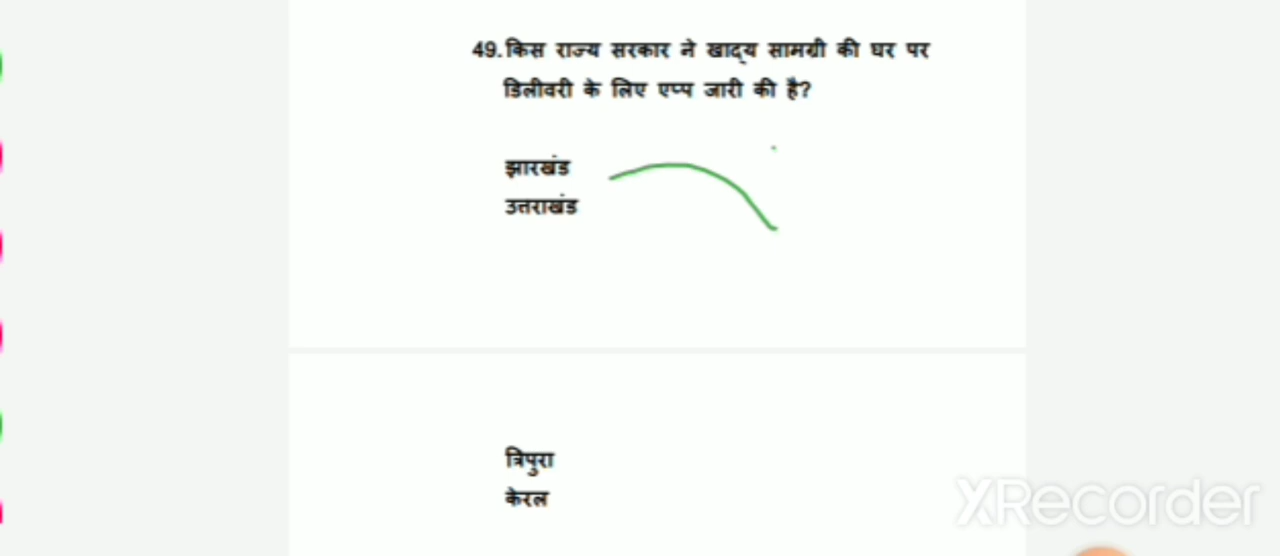 49. किस राज्य सरकार ने खाद्य सामग्री की घर पर
डिलीवरी के लिए एप्प जारी की है?
झारखंड
उत्तराखंड
त्रिपुरा
केरल
XRecorder